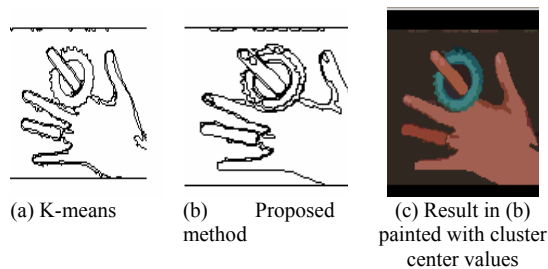 (a) K-means
(b) Proposed
method
(c) Result in (b)
painted with cluster
center values